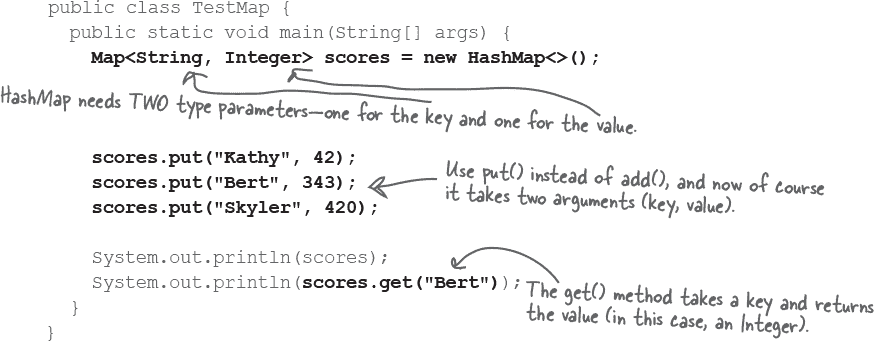 public class TestMap {
public static void main(String[] args) {
Map<String, Integer> scores = new HashMap<>();
HashMap needs TWO type parameters—one for the key and one for the value.
scores.put("Kathy", 42);
scores.put("Bert", 343);
scores.put("Skyler", 420);
Use put() instead of add(), and now of course
it takes two arguments (key, value).
System.out.println(scores);
System.out.println(scores.get("Bert"));
The get() method takes a key and returns
the value (in this case, an Integer).
}
}